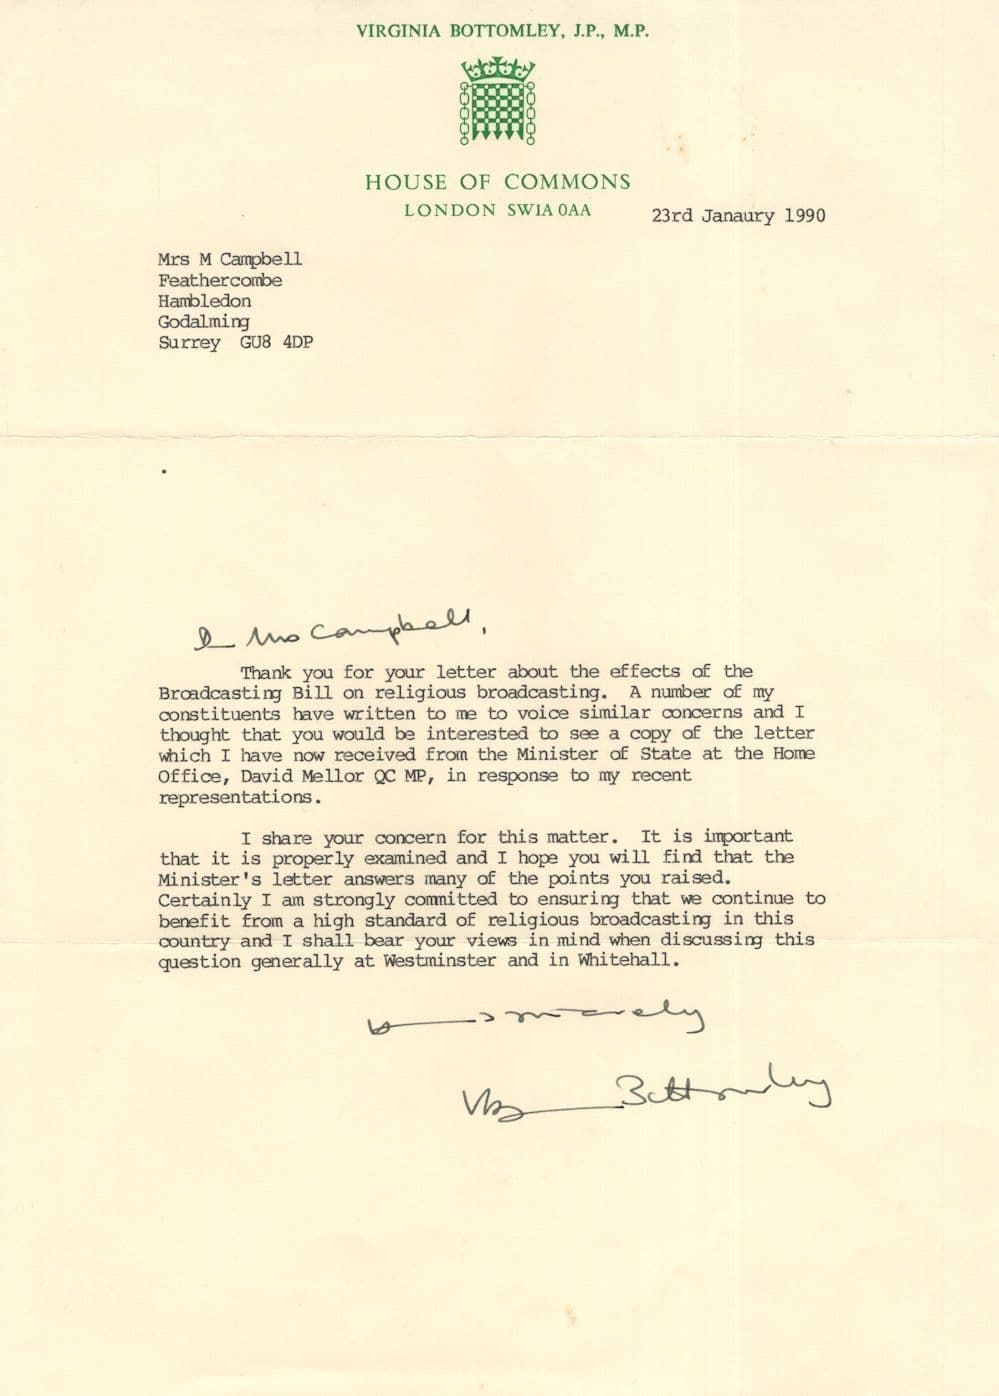 VIRGINIA BOTTOMLEY, J.P., M.P.
HOUSE OF COMMONS
LONDON SW1A 0AA
23rd Janaury 1990
Mrs M Campbell
Feathercombe
Hambledon
Godalming
Surrey GU8 4DP
Mrs Campbell,
Thank you for your letter about the effects of the
Broadcasting Bill on religious broadcasting. A number of my
constituents have written to me to voice similar concerns and I
thought that you would be interested to see a copy of the letter
which I have now received from the Minister of State at the Home
Office, David Mellor QC MP, in response to my recent
representations.
I share your concern for this matter. It is important
that it is properly examined and I hope you will find that the
Minister's letter answers many of the points you raised.
Certainly I am strongly committed to ensuring that we continue to
benefit from a high standard of religious broadcasting in this
country and I shall bear your views in mind when discussing this
question generally at Westminster and in Whitehall.
sincerely
Bottomley